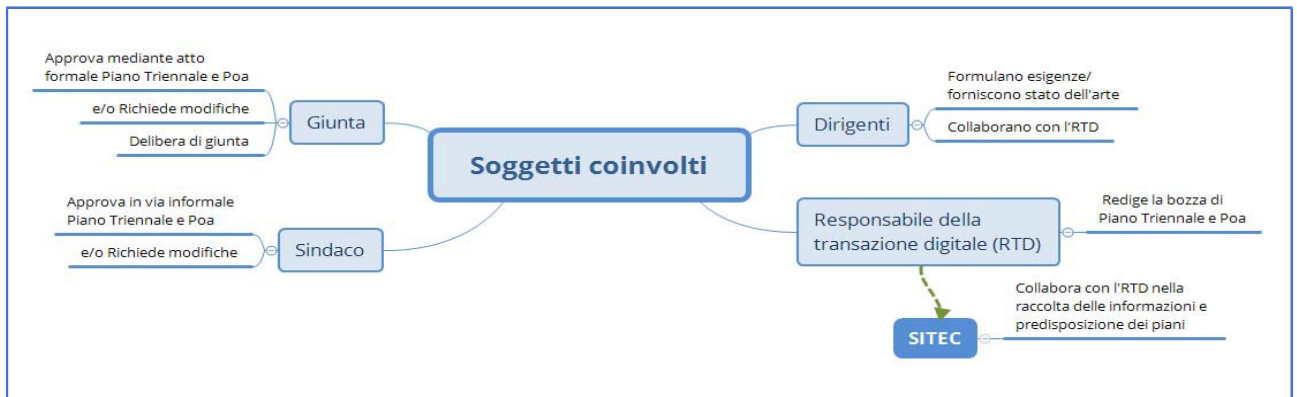 Approva mediante atto
formale Piano Triennale e Poa
e/o Richiede modifiche
Delibera di giunta
Giunta
Approva in via informale
Piano Triennale e Poa
e/o Richiede modifiche
Sindaco
Soggetti coinvolti
Dirigenti
Formulano esigenze/
forniscono stato dell'arte
Collaborano con l'RTD
Responsabile della
transazione digitale (RTD)
Redige la bozza di
Piano Triennale e Poa
SITEC
Collabora con l'RTD nella
raccolta delle informazioni e
predisposizione dei piani